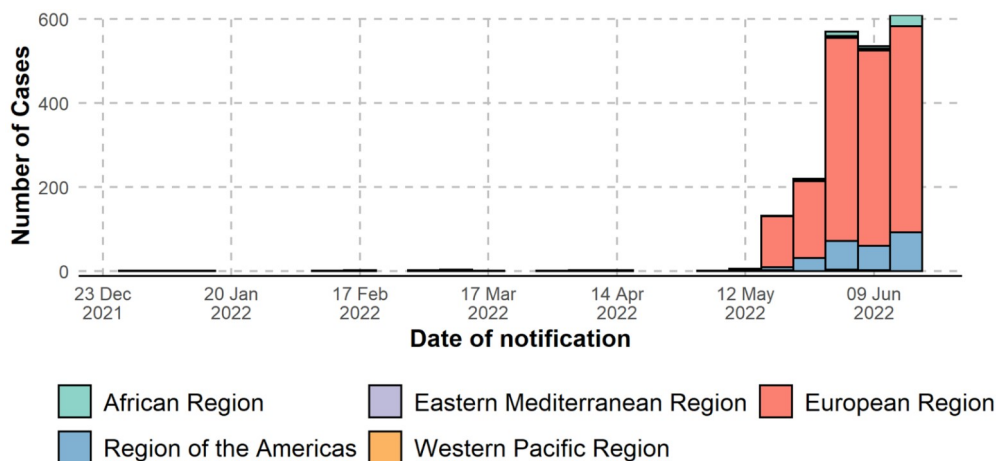 600
400
200
0
Number of Cases
23 Dec 2021
20 Jan 2022
17 Feb 2022
17 Mar 2022
14 Apr 2022
12 May 2022
09 Jun 2022
Date of notification
African Region
Eastern Mediterranean Region
European Region
Region of the Americas
Western Pacific Region